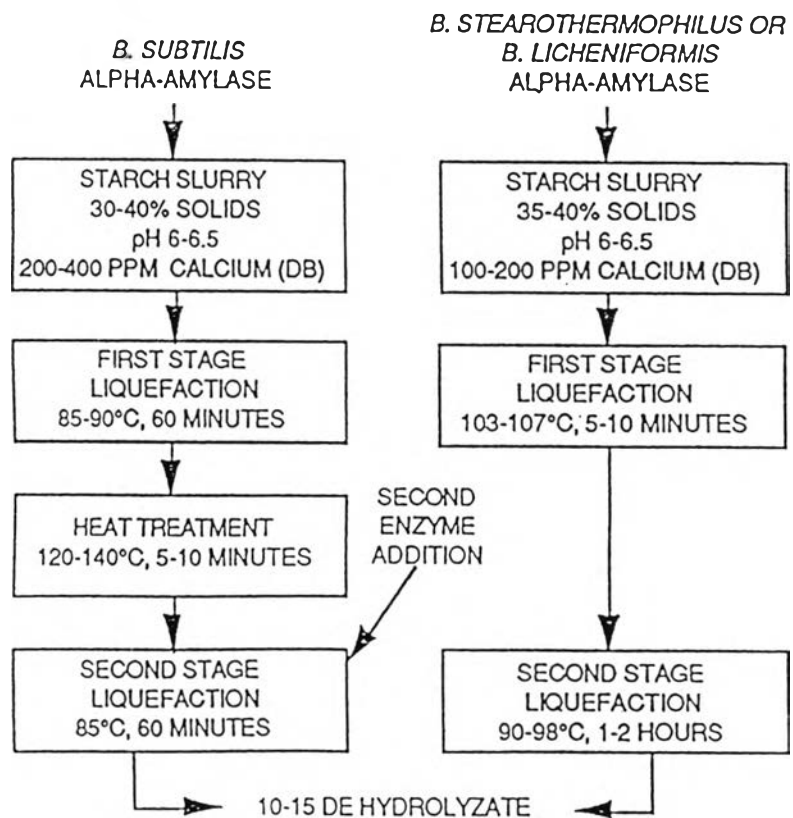 B. SUBTILIS
ALPHA-AMYLASE
STARCH SLURRY
30-40% SOLIDS
pH 6-6.5
200-400 PPM CALCIUM (DB)
FIRST STAGE
LIQUEFACTION
85-90°C, 60 MINUTES
HEAT TREATMENT
120-140°C, 5-10 MINUTES
SECOND
ENZYME
ADDITION
SECOND STAGE
LIQUEFACTION
85°C, 60 MINUTES
B. STEAROTHERMOPHILUS OR
B. LICHENIFORMIS
ALPHA-AMYLASE
STARCH SLURRY
35-40% SOLIDS
pH 6-6.5
100-200 PPM CALCIUM (DB)
FIRST STAGE
LIQUEFACTION
103-107°C, 5-10 MINUTES
SECOND STAGE
LIQUEFACTION
90-98°C, 1-2 HOURS
10-15 DE HYDROLYZATE